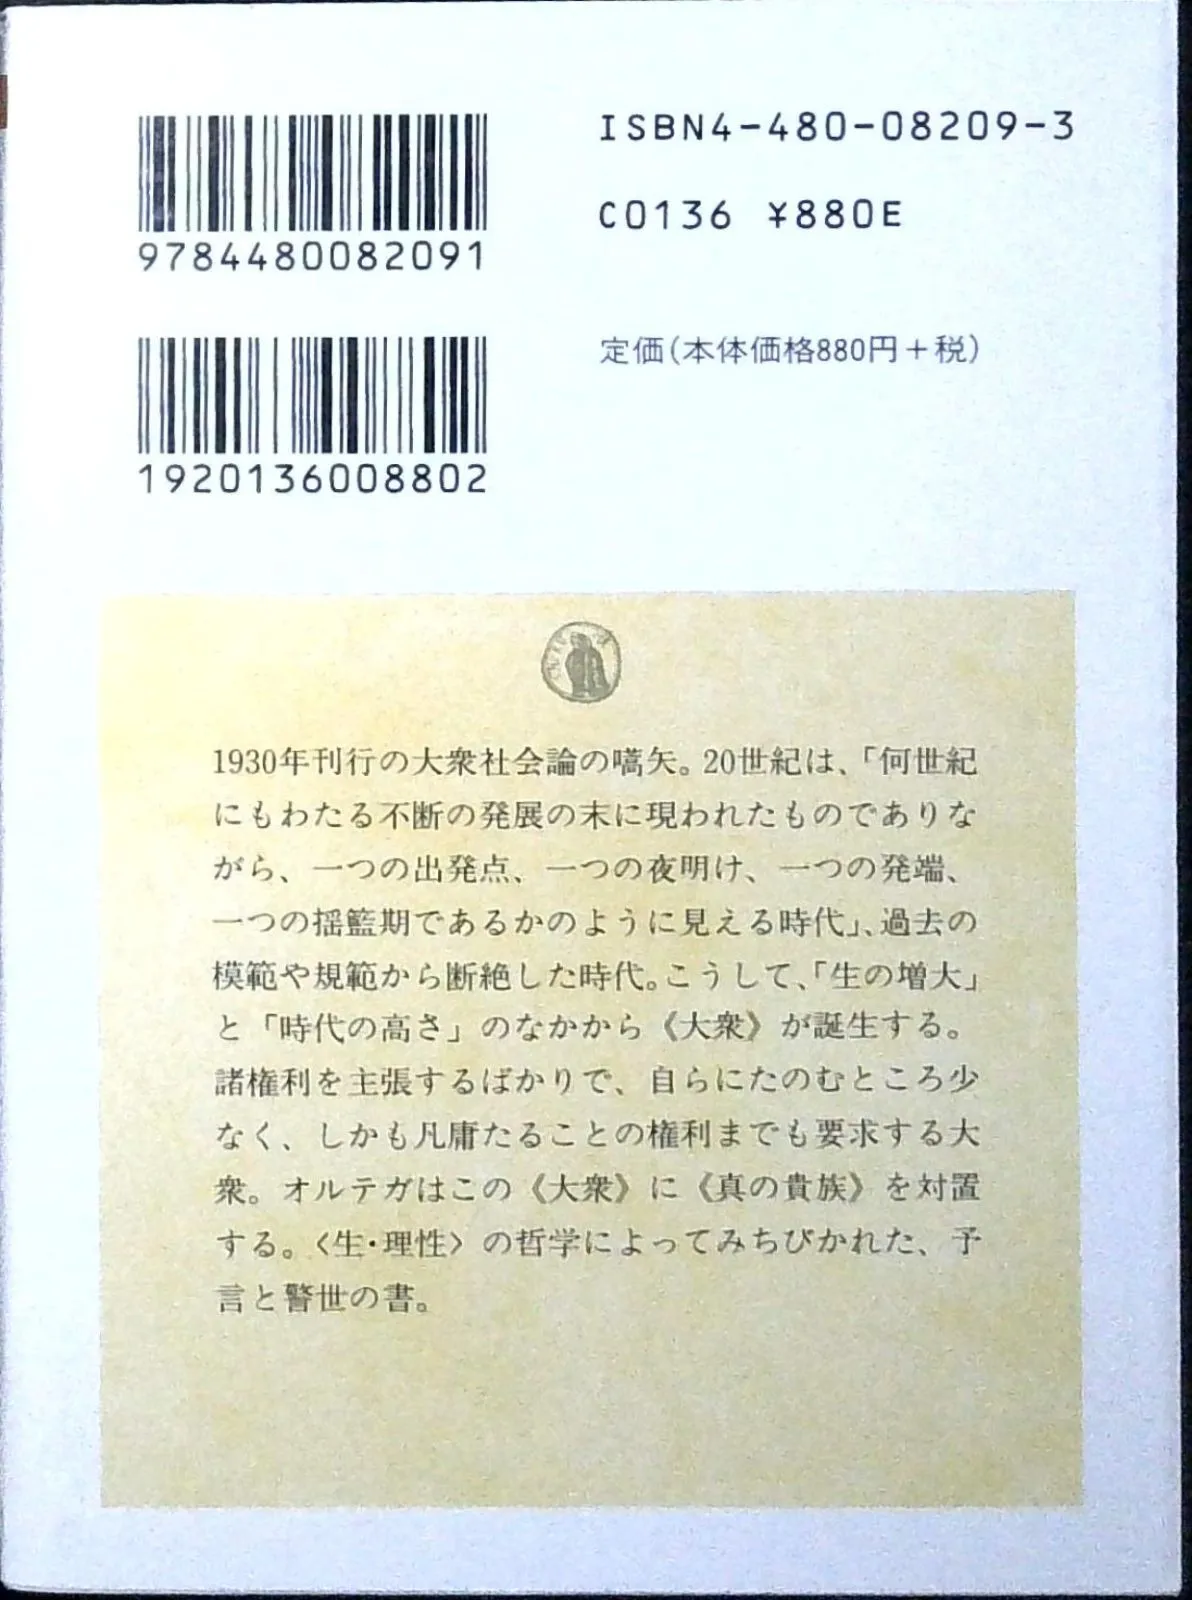 ISBN4-480-08209-3
C0136 ¥880E
9784480082091
定価(本体価格880円＋税)
1920136008802
1930年刊行の大衆社会論の嚆矢。20世紀は、「何世紀
にもわたる不断の発展の末に現われたものでありな
がら、一つの出発点、一つの夜明け、一つの発端、
一つの揺籃期であるかのように見える時代」、過去の
模範や規範から断絶した時代。こうして、「生の増大」
と「時代の高さ」のなかから《大衆》が誕生する。
諸権利を主張するばかりで、自らにたのむところ少
なく、しかも凡庸たることの権利までも要求する大
衆。オルテガはこの《大衆》に《真の貴族》を対置
する。〈生・理性〉の哲学によってみちびかれた、予
言と警世の書。